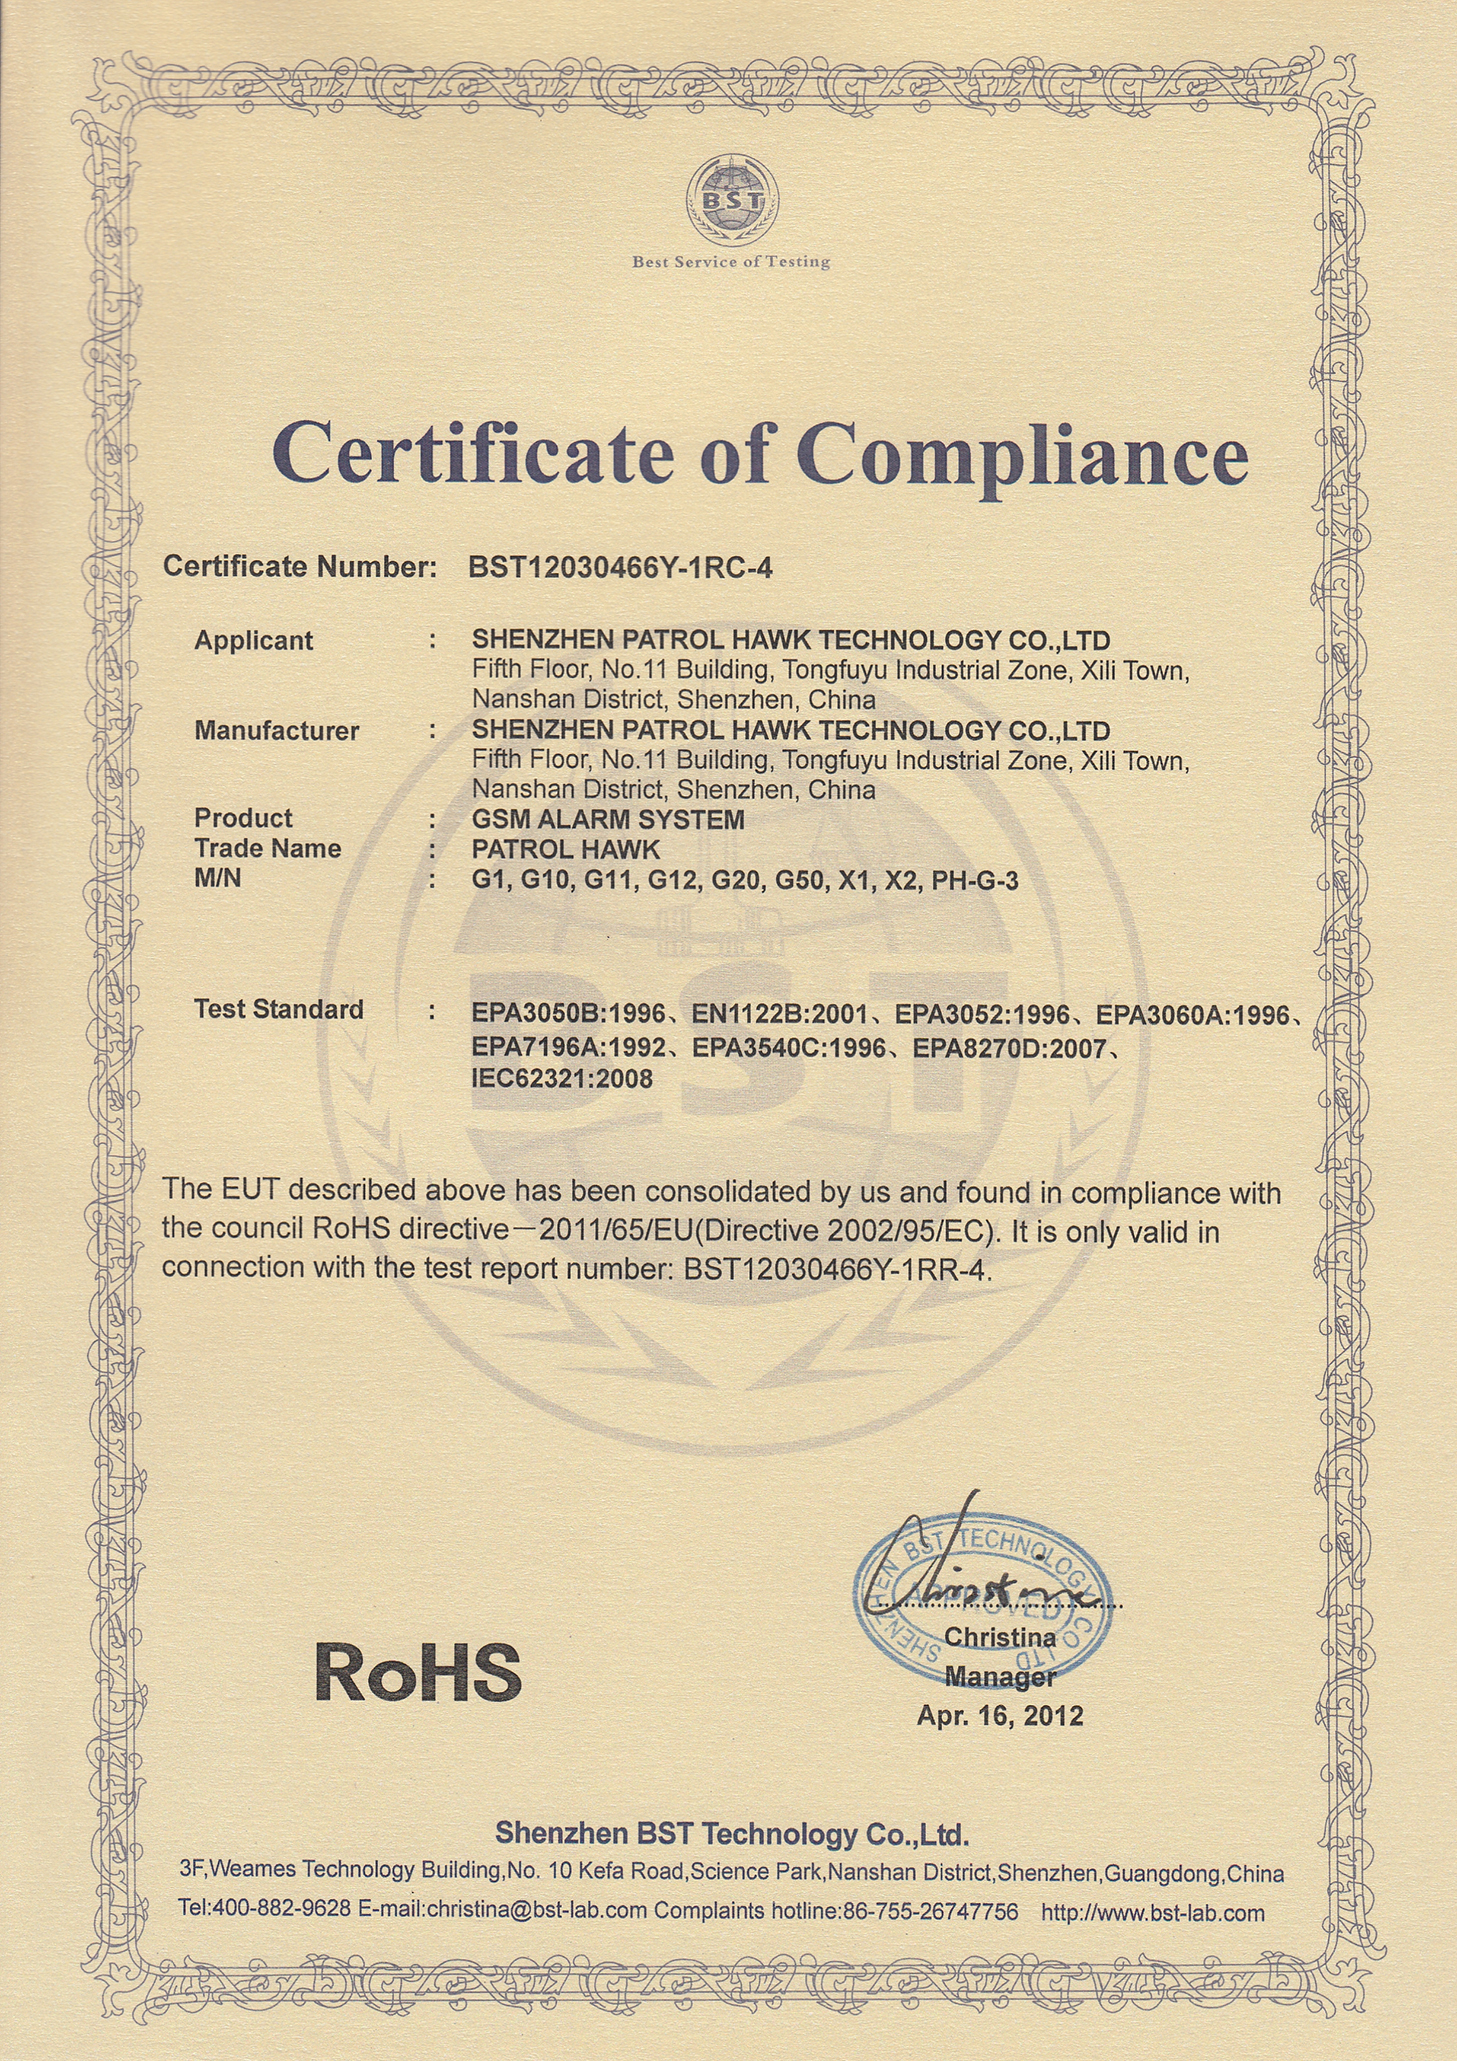 BST
Best Service of Testing
Certificate of Compliance
Certificate Number: BST12030466Y-1RC-4
Applicant : SHENZHEN PATROL HAWK TECHNOLOGY CO.,LTD
Fifth Floor, No.11 Building, Tongfuyu Industrial Zone, Xili Town,
Nanshan District, Shenzhen, China
Manufacturer : SHENZHEN PATROL HAWK TECHNOLOGY CO.,LTD
Fifth Floor, No.11 Building, Tongfuyu Industrial Zone, Xili Town,
Nanshan District, Shenzhen, China
Product : GSM ALARM SYSTEM
Trade Name : PATROL HAWK
M/N : G1, G10, G11, G12, G20, G50, X1, X2, PH-G-3
BST
Test Standard : EPA3050B:1996、EN1122B:2001、EPA3052:1996、EPA3060A:1996、
EPA7196A:1992、EPA3540C:1996、EPA8270D:2007、
IEC62321:2008
The EUT described above has been consolidated by us and found in compliance with
the council RoHS directive－2011/65/EU(Directive 2002/95/EC). It is only valid in
connection with the test report number: BST12030466Y-1RR-4.
SHENZHEN BST TECHNOLOGY CO LTD
APPROVED
Christine
Christina
RoHS
Manager
Apr. 16, 2012
Shenzhen BST Technology Co.,Ltd.
3F,Weames Technology Building,No. 10 Kefa Road,Science Park,Nanshan District,Shenzhen,Guangdong,China
Tel:400-882-9628 E-mail:christina@bst-lab.com Complaints hotline:86-755-26747756 http://www.bst-lab.com